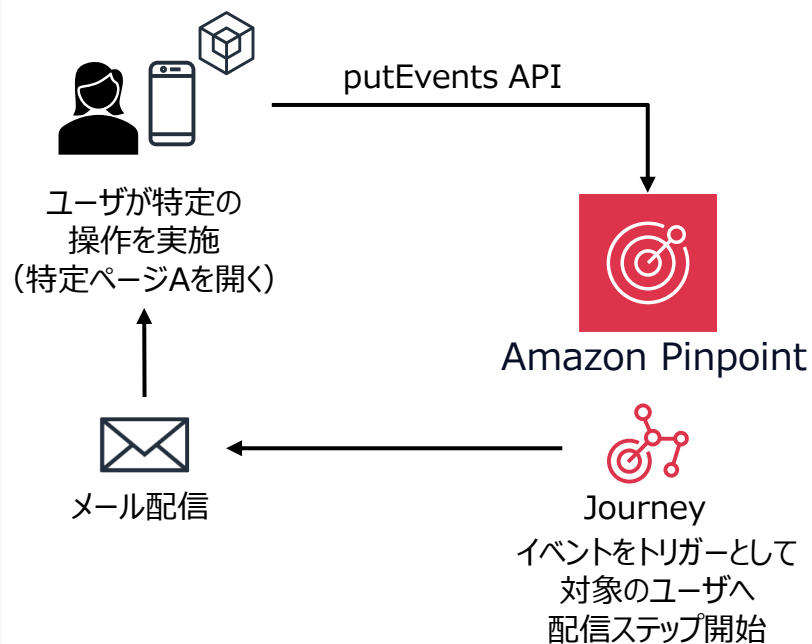 putEvents API
ユーザが特定の
操作を実施
（特定ページAを開く）
Amazon Pinpoint
メール配信
Journey
イベントをトリガーとして
対象のユーザへ
配信ステップ開始